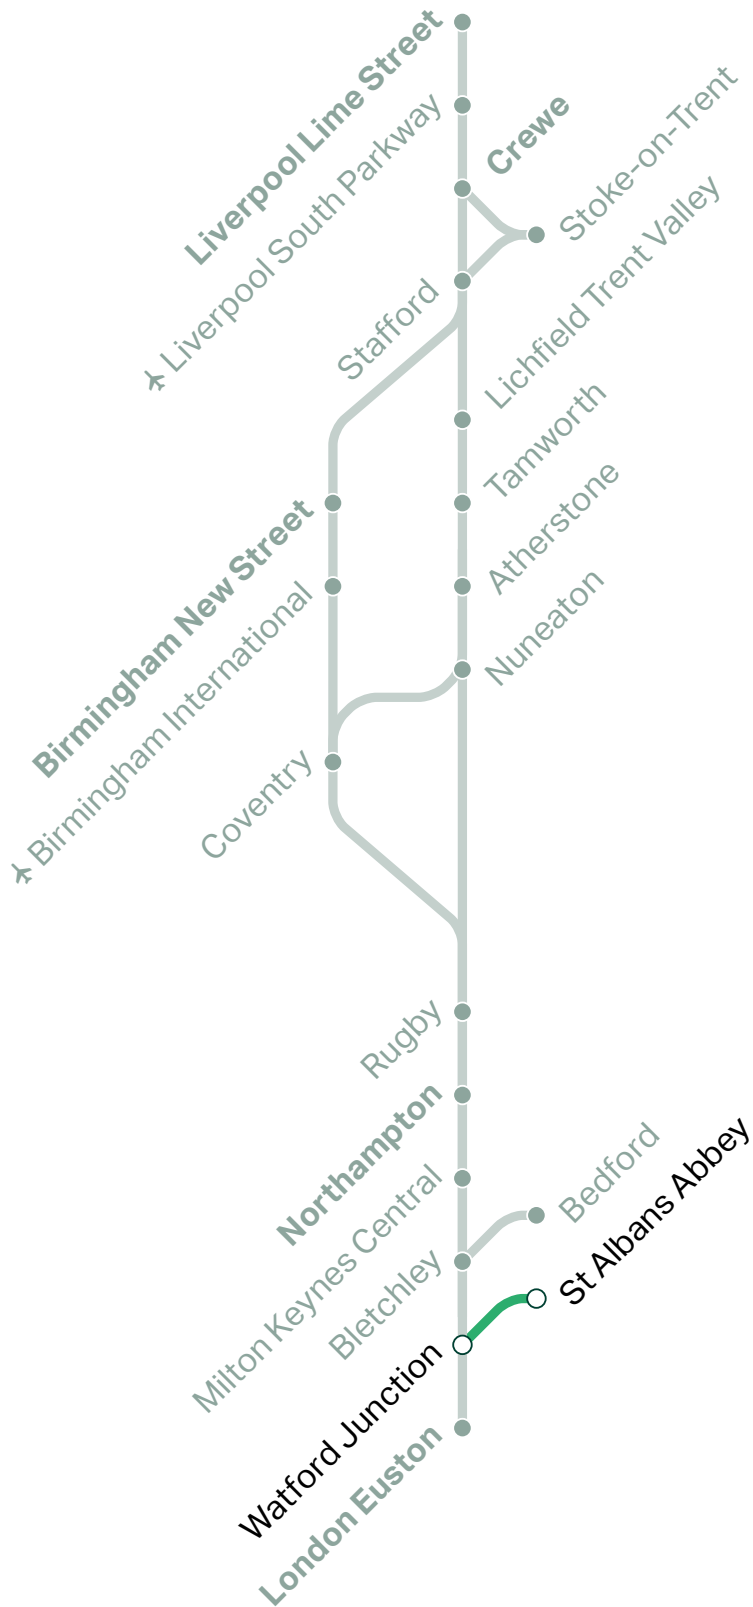 Liverpool Lime Street
Liverpool South Parkway
Crewe
Stoke-on-Trent
Stafford
Lichfield Trent Valley
Tamworth
Birmingham New Street
Atherstone
Birmingham International
Nuneaton
Coventry
Rugby
Northampton
Milton Keynes Central
Bedford
Bletchley
St Albans Abbey
Watford Junction
London Euston